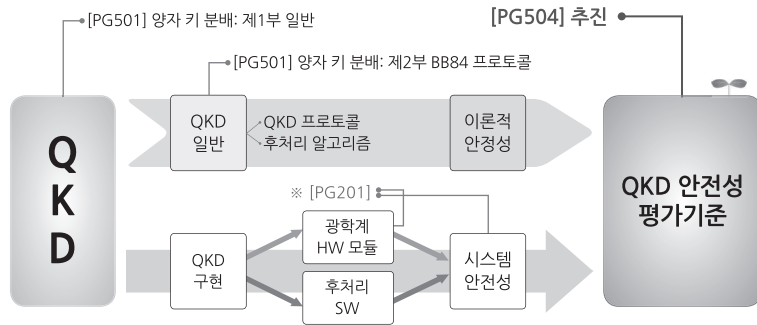 [PG501] 양자 키 분배: 제1부 일반
[PG504] 추진
[PG501] 양자 키 분배: 제2부 BB84 프로토콜
Q
K
D
QKD
일반
QKD 프로토콜
후처리 알고리즘
이론적
안정성
※ [PG201]
QKD
구현
광학계
HW 모듈
후처리
SW
시스템
안전성
QKD 안전성
평가기준